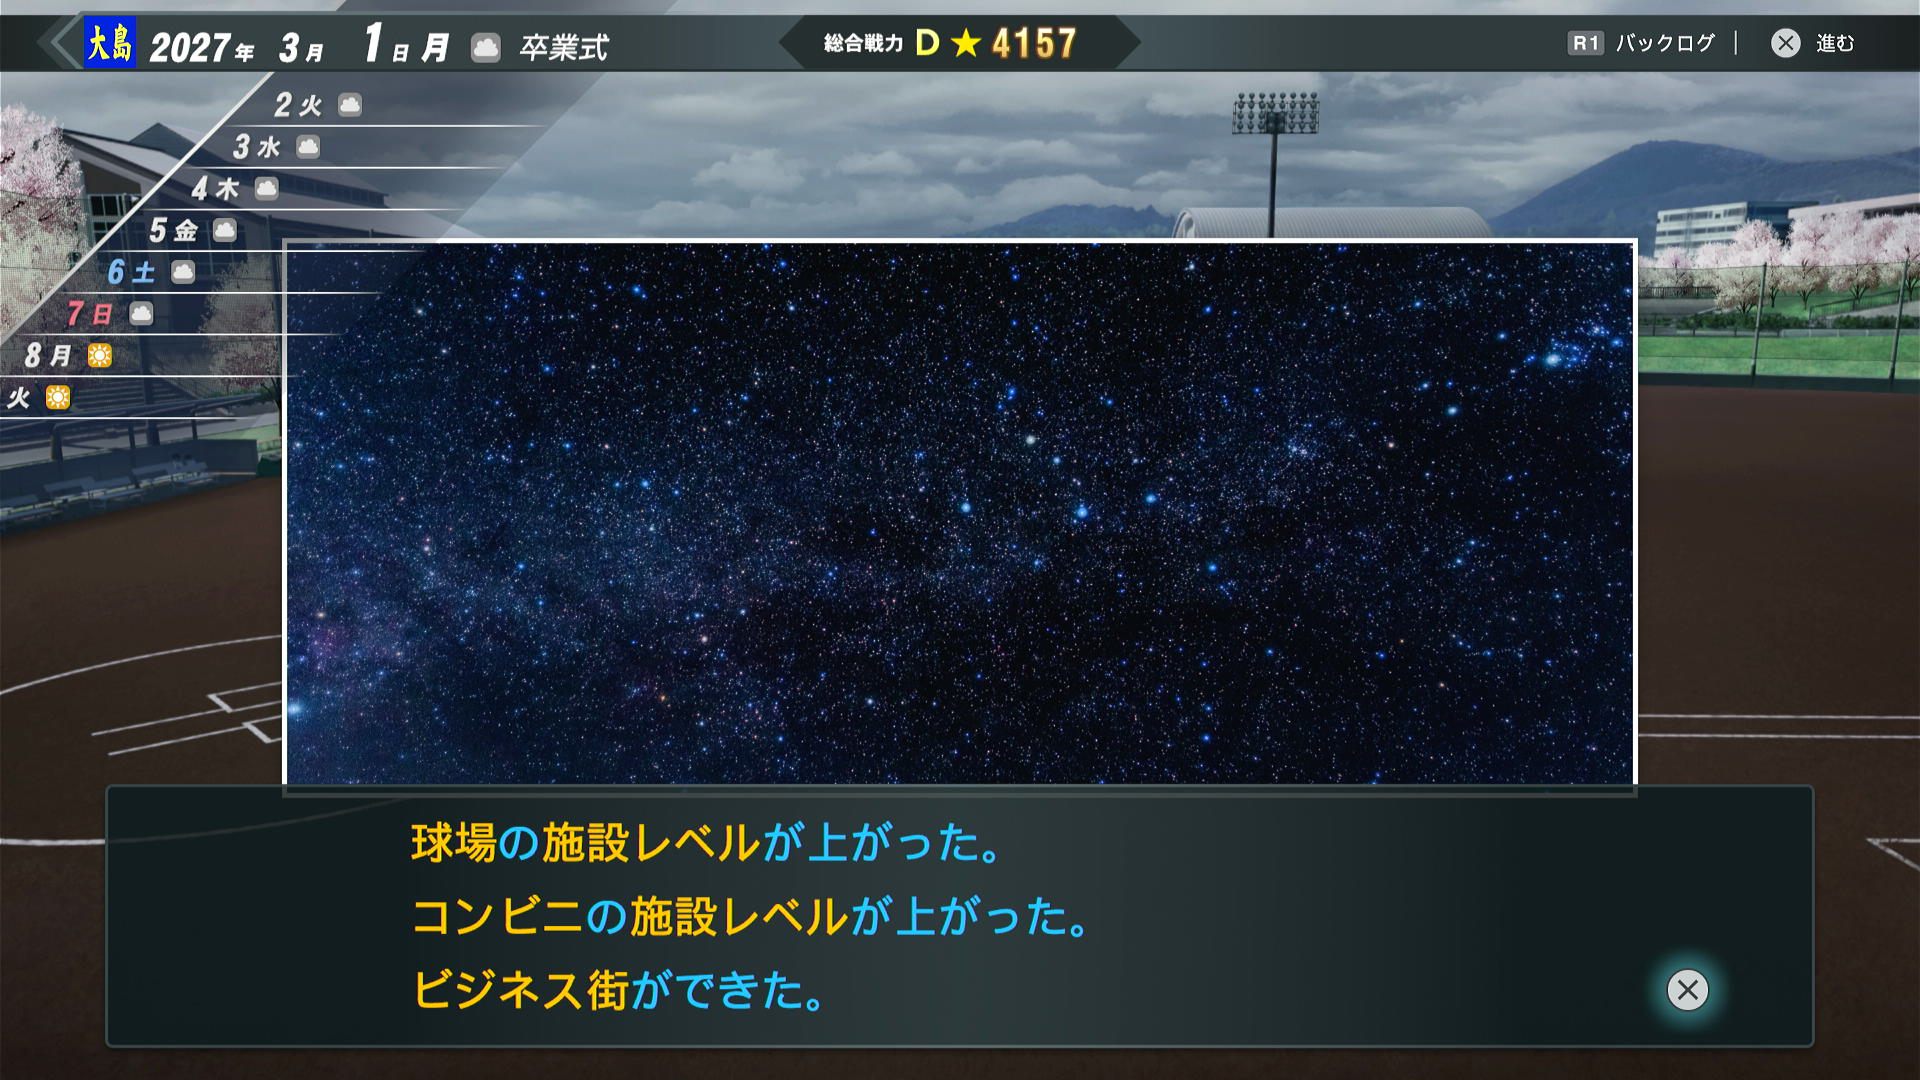 大島 2027年 3月 1日 月 卒業式
総合戦力 D ★ 4157
R1 バックログ | 進む
2 火
3 水
4 木
5 金
6 土
7 日
8 月
火
球場の施設レベルが上がった。
コンビニの施設レベルが上がった。
ビジネス街ができた。